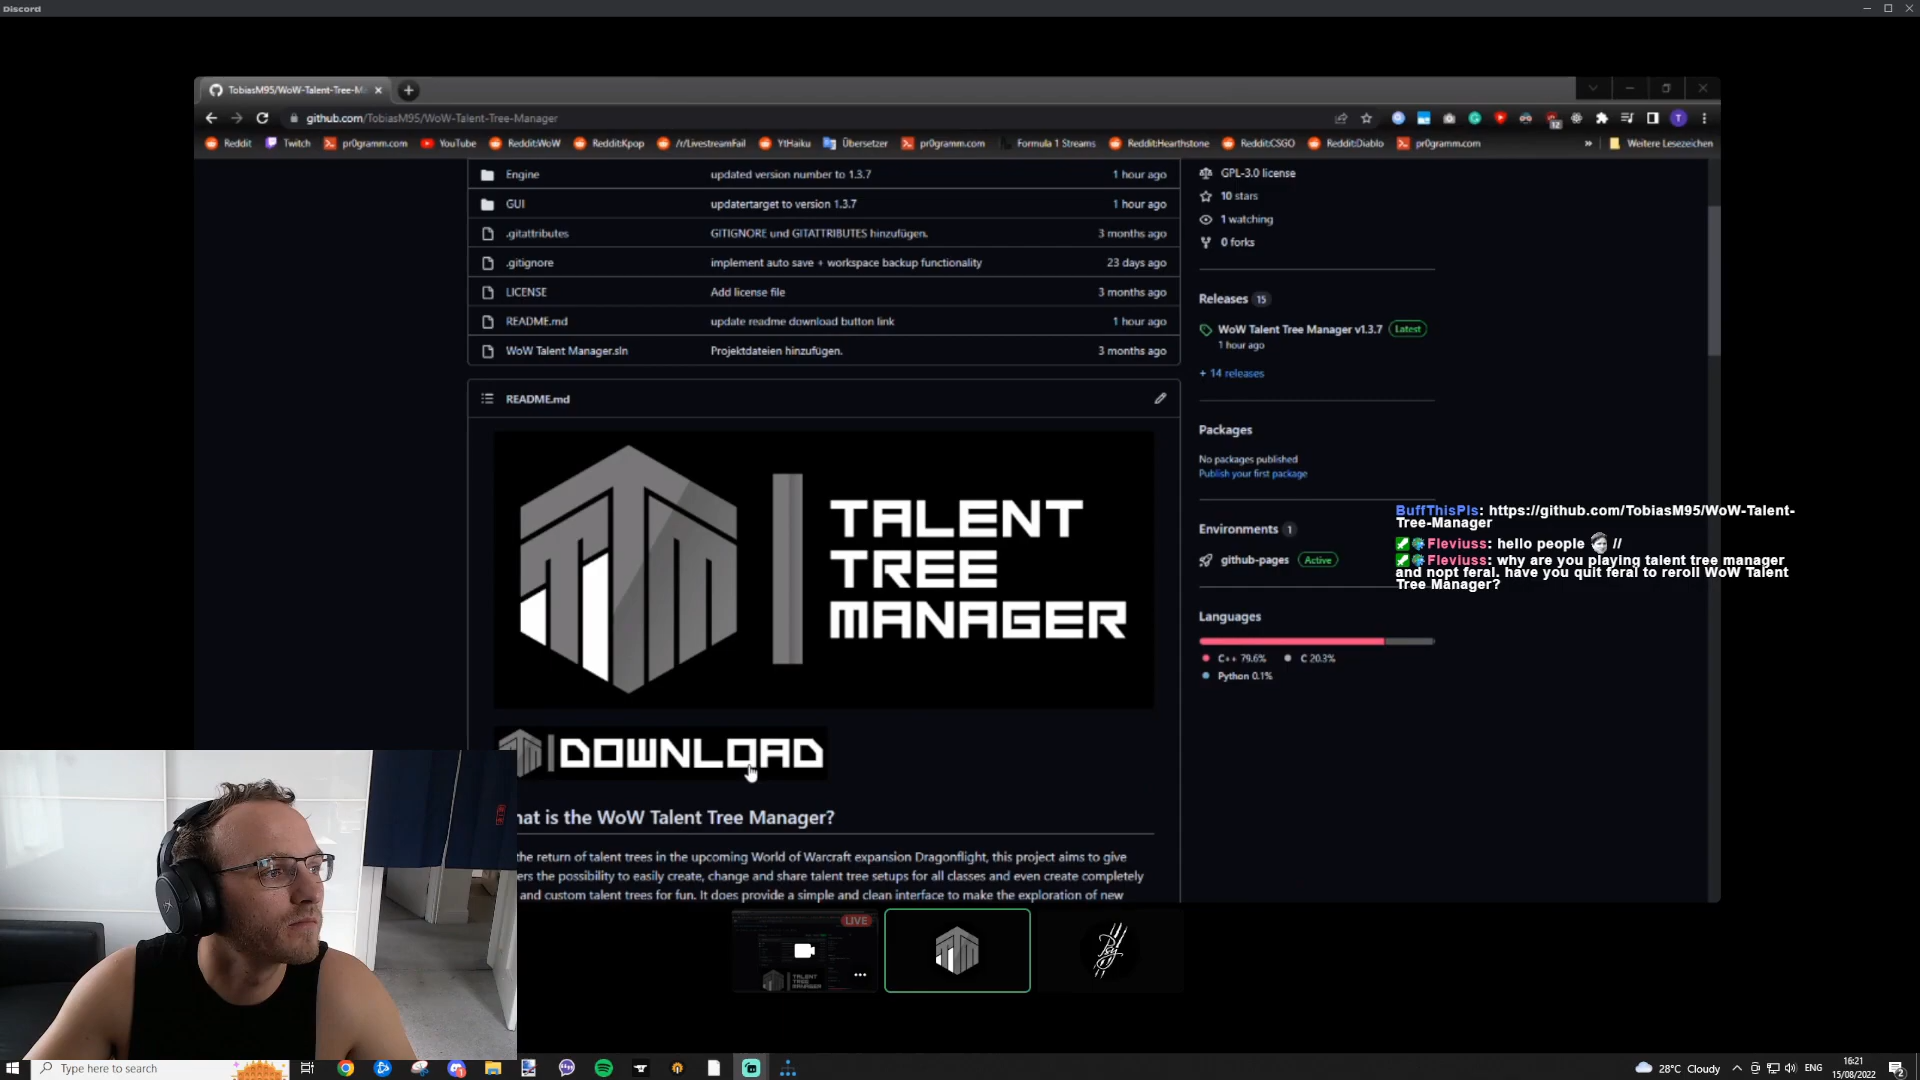 Discord
TobiasM95/WoW-Talent-Tree-M
github.com/TobiasM95/WoW-Talent-Tree-Manager
Reddit
Twitch
pr0gramm.com
YouTube
Reddit:WoW
Reddit:Kpop
/r/LivestreamFail
YtHaiku
Übersetzer
pr0gramm.com
Formula 1 Streams
Reddit:Hearthstone
Reddit:CSGO
Reddit:Diablo
pr0gramm.com
»
Weitere Lesezeichen
Engine updated version number to 1.3.7 1 hour ago
GUI updatertarget to version 1.3.7 1 hour ago
.gitattributes GITIGNORE und GITATTRIBUTES hinzufügen. 3 months ago
.gitignore implement auto save + workspace backup functionality 23 days ago
LICENSE Add license file 3 months ago
README.md update readme download button link 1 hour ago
WoW Talent Manager.sln Projektdateien hinzufügen. 3 months ago
README.md
TALENT
TREE
MANAGER
DOWNLOAD
hat is the WoW Talent Tree Manager?
the return of talent trees in the upcoming World of Warcraft expansion Dragonflight, this project aims to give
ers the possibility to easily create, change and share talent tree setups for all classes and even create completely
and custom talent trees for fun. It does provide a simple and clean interface to make the exploration of new
GPL-3.0 license
10 stars
1 watching
0 forks
Releases 15
WoW Talent Tree Manager v1.3.7 Latest
1 hour ago
+ 14 releases
Packages
No packages published
Publish your first package
Environments 1
github-pages Active
Languages
C++ 79.6% C 20.3%
Python 0.1%
BuffThisPls: https://github.com/TobiasM95/WoW-Talent-
Tree-Manager
Fleviuss: hello people //
Fleviuss: why are you playing talent tree manager
and nopt feral. have you quit feral to reroll WoW Talent
Tree Manager?
LIVE
TALENT
TREE
MANAGER
Type here to search
28°C Cloudy
ENG
16:21
15/08/2022